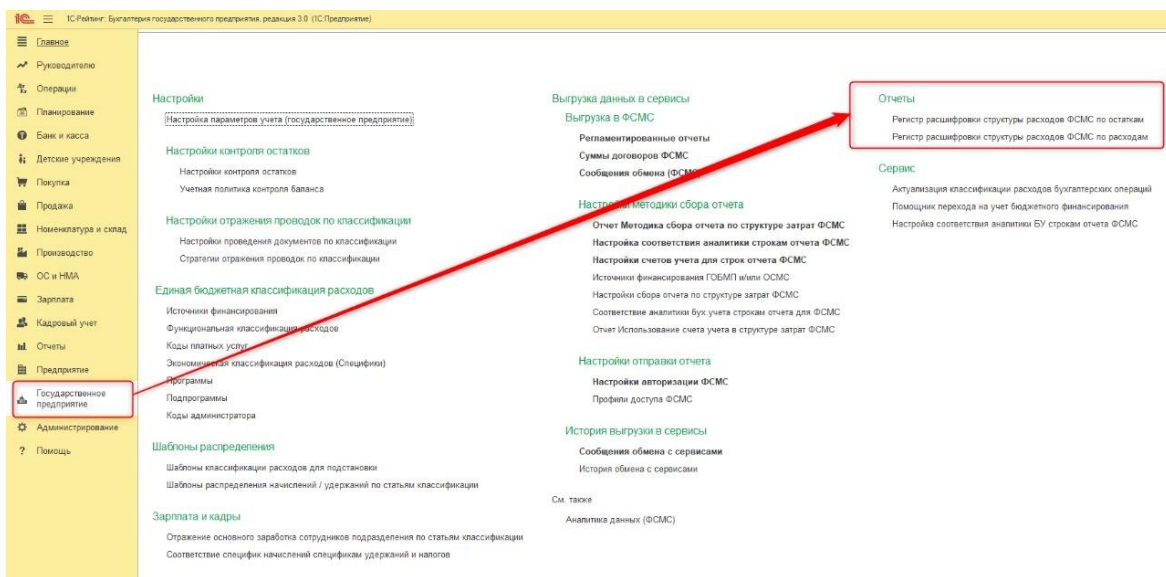 1С-Рейтинг: Бухгалтерия государственного предприятия, редакция 3.0 (1С:Предприятие)
Главное
Руководителю
Операции
Планирование
Банк и касса
Детские учреждения
Покупка
Продажа
Номенклатура и склад
Производство
ОС и НМА
Зарплата
Кадровый учет
Отчеты
Предприятие
Государственное
предприятие
Администрирование
? Помощь
Настройки
Настройка параметров учета (государственное предприятие)
Настройки контроля остатков
Настройки контроля остатков
Учетная политика контроля баланса
Настройки отражения проводок по классификации
Настройки проведения документов по классификации
Стратегии отражения проводок по классификации
Единая бюджетная классификация расходов
Источники финансирования
Функциональная классификация расходов
Коды платных услуг
Экономическая классификация расходов (Специфики)
Программы
Подпрограммы
Коды администратора
Шаблоны распределения
Шаблоны классификации расходов для подстановки
Шаблоны распределения начислений / удержаний по статьям классификации
Зарплата и кадры
Отражение основного заработка сотрудников подразделения по статьям классификации
Соответствие специфик начислений спецификам удержаний и налогов
Выгрузка данных в сервисы
Выгрузка в ФСМС
Регламентированные отчеты
Суммы договоров ФСМС
Сообщения обмена (ФСМС)
Настройки методики сбора отчета
Отчет Методика сбора отчета по структуре затрат ФСМС
Настройка соответствия аналитики строкам отчета ФСМС
Настройки счетов учета для строк отчета ФСМС
Источники финансирования ГОБМП и/или ОСМС
Настройки сбора отчета по структуре затрат ФСМС
Соответствие аналитики бух.учета строкам отчета для ФСМС
Отчет Использование счета учета в структуре затрат ФСМС
Настройки отправки отчета
Настройки авторизации ФСМС
Профили доступа ФСМС
История выгрузки в сервисы
Сообщения обмена с сервисами
История обмена с сервисами
См. также
Аналитика данных (ФСМС)
Отчеты
Регистр расшифровки структуры расходов ФСМС по остаткам
Регистр расшифровки структуры расходов ФСМС по расходам
Сервис
Актуализация классификации расходов бухгалтерских операций
Помощник перехода на учет бюджетного финансирования
Настройка соответствия аналитики БУ строкам отчета ФСМС